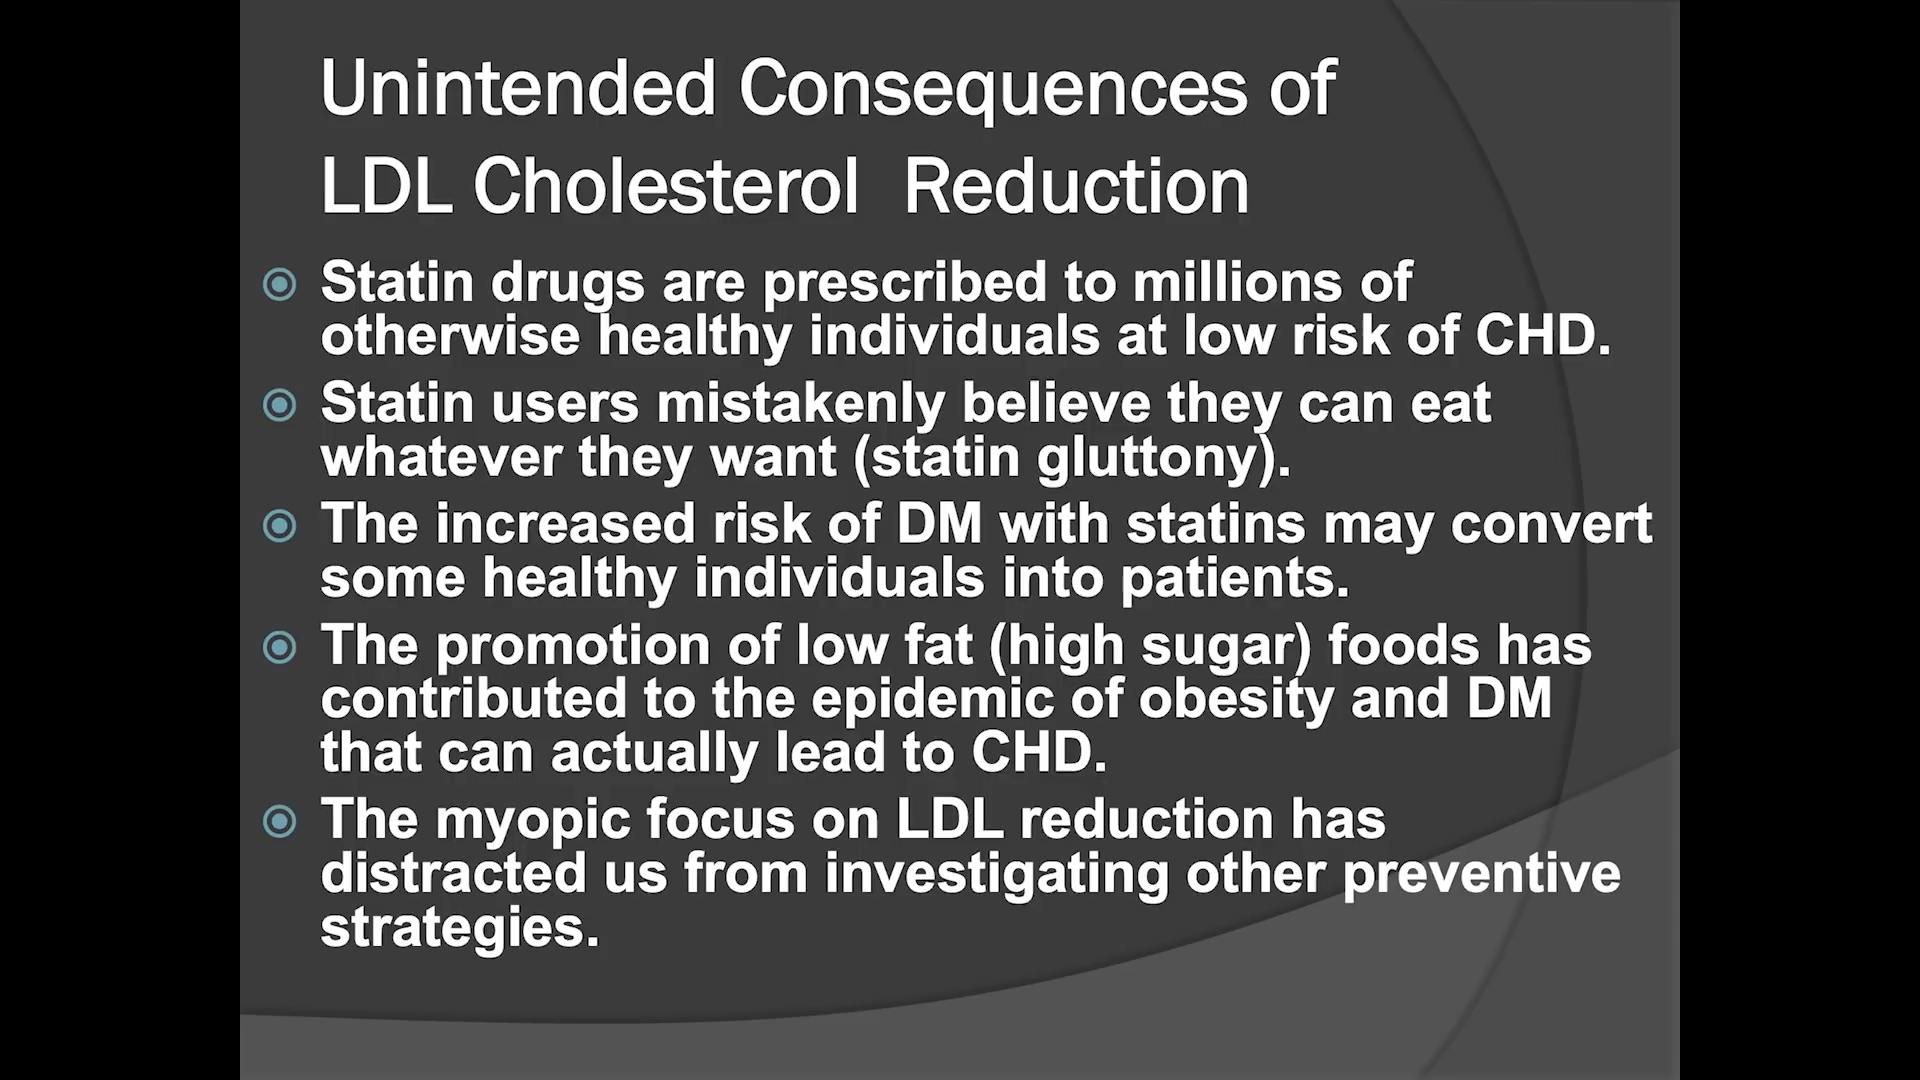 Unintended Consequences of
LDL Cholesterol  Reduction
Statin drugs are prescribed to millions of
otherwise healthy individuals at low risk of CHD.
Statin users mistakenly believe they can eat
whatever they want (statin gluttony).
The increased risk of DM with statins may convert
some healthy individuals into patients.
The promotion of low fat (high sugar) foods has
contributed to the epidemic of obesity and DM
that can actually lead to CHD.
The myopic focus on LDL reduction has
distracted us from investigating other preventive
strategies.